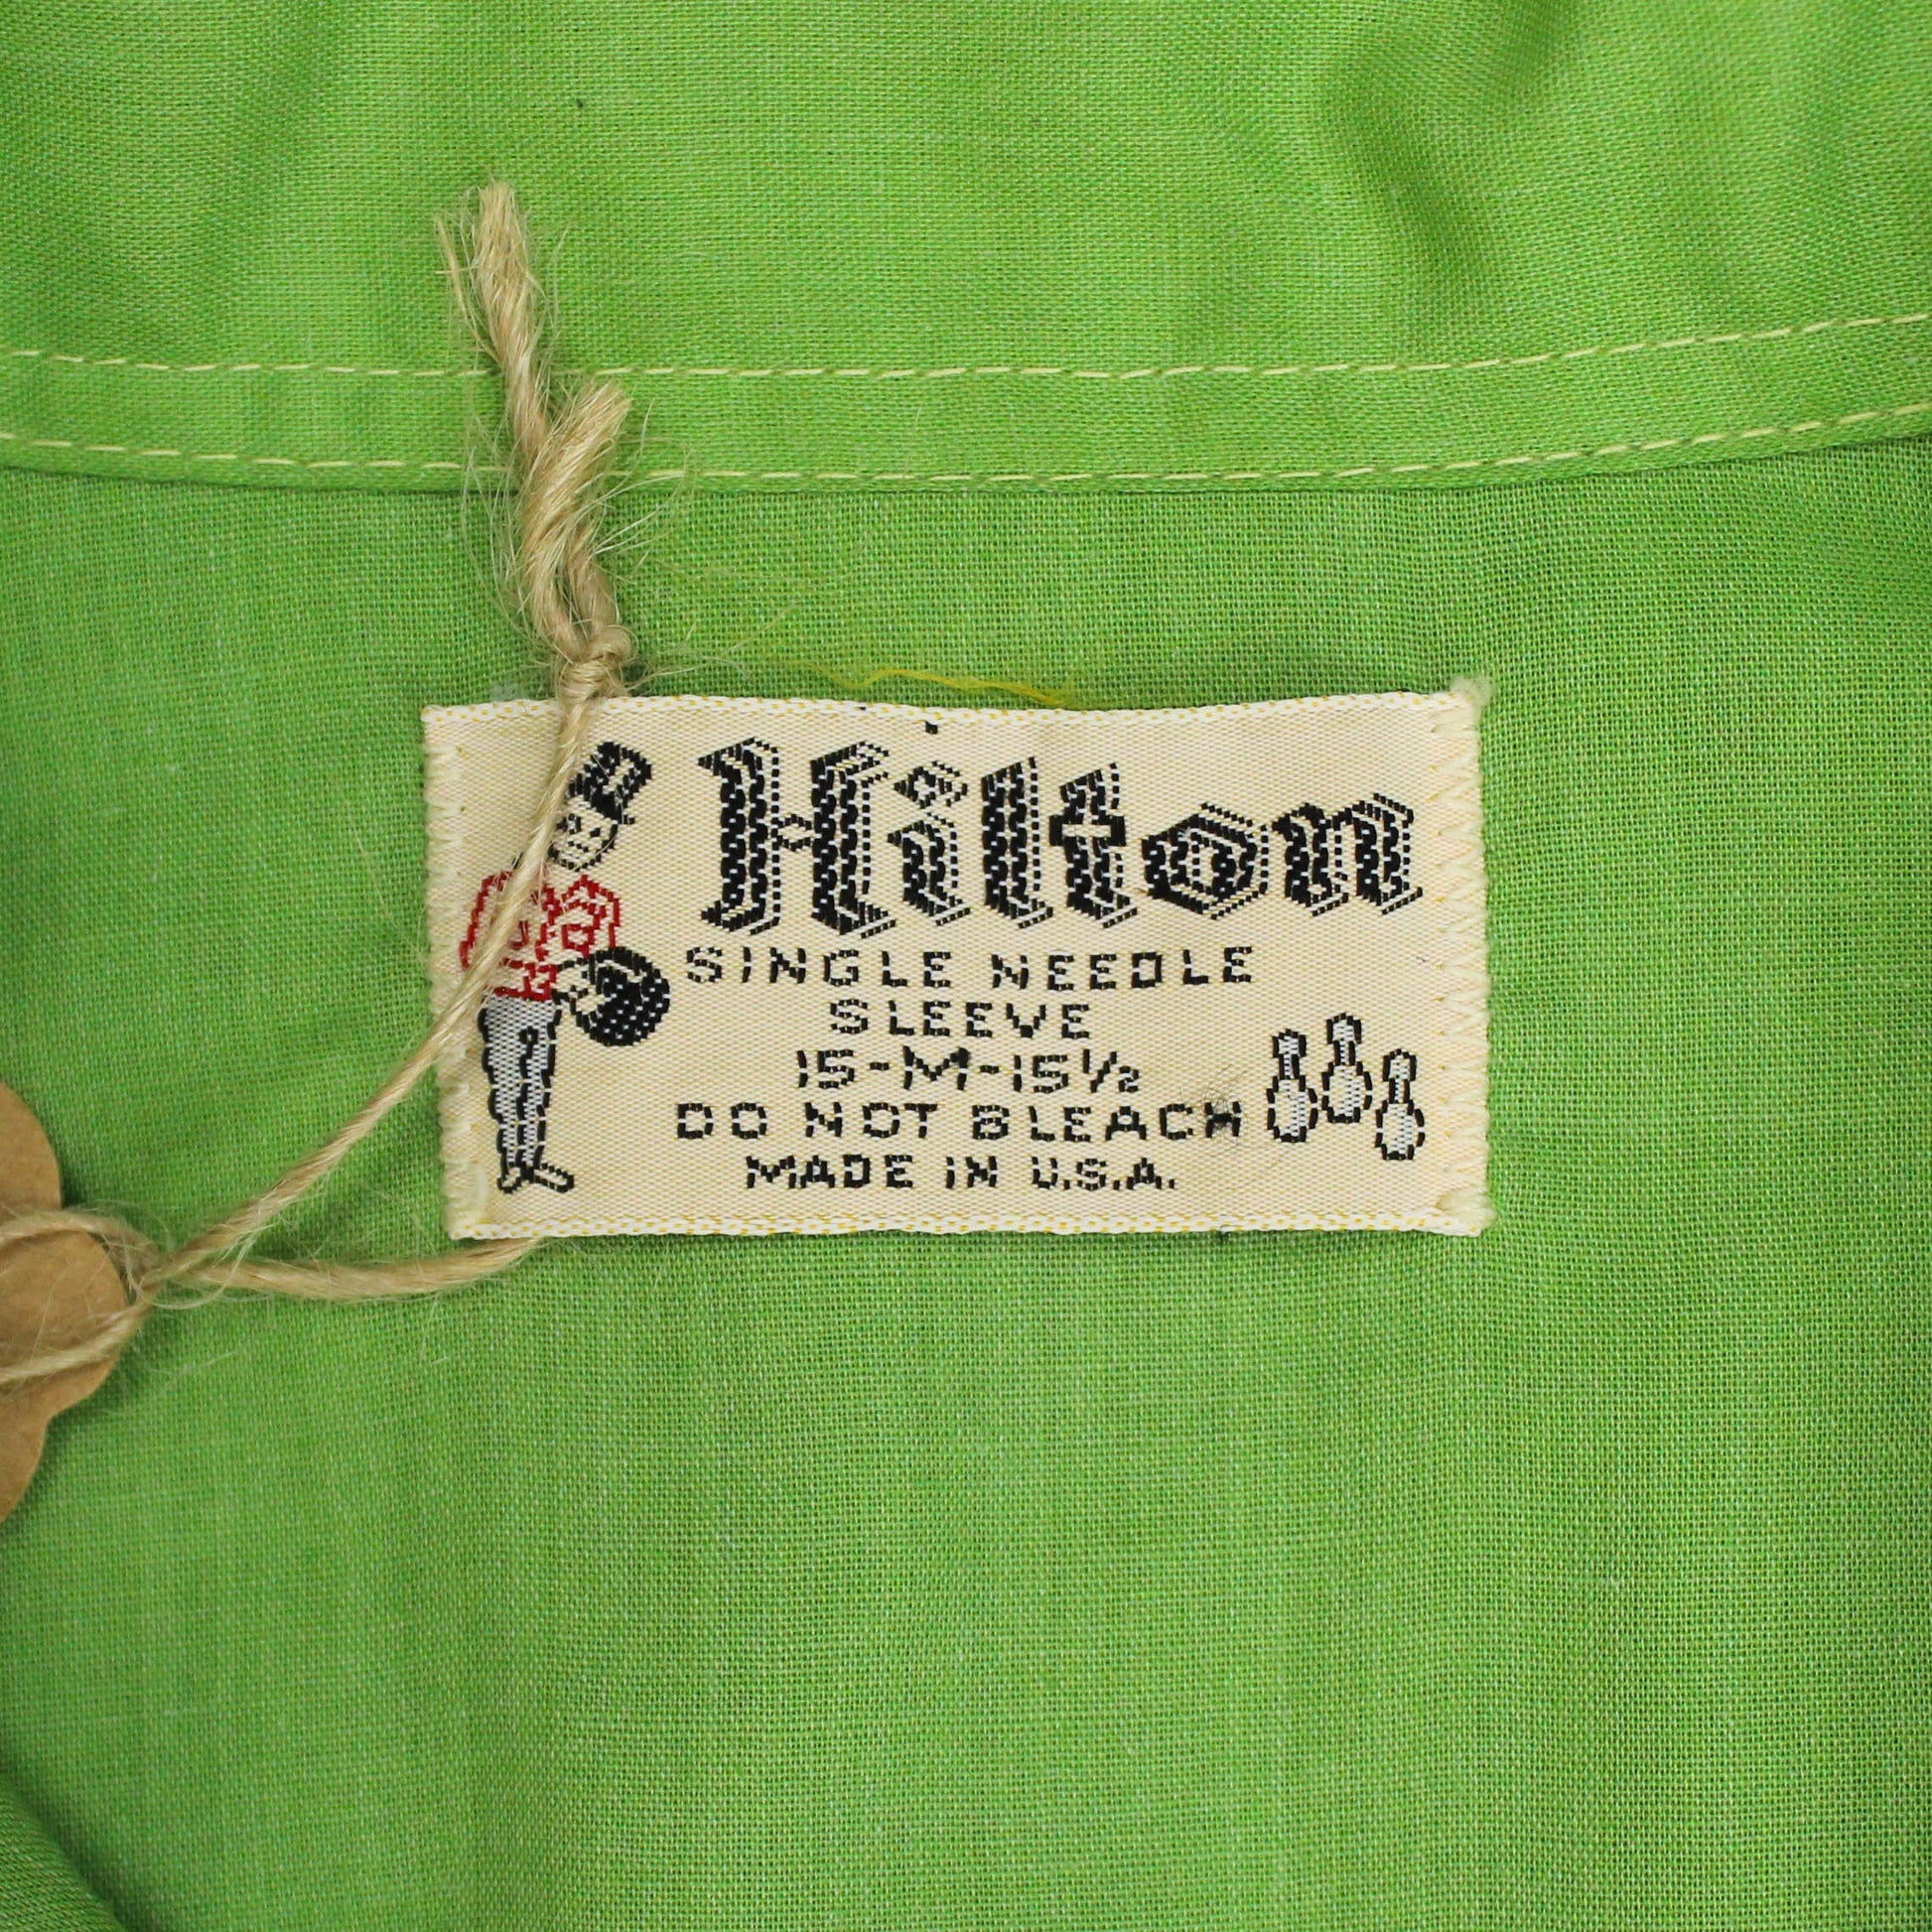 Hilton
SINGLE NEEDLE
SLEEVE
15-M-15½
DO NOT BLEACH
MADE IN U.S.A.